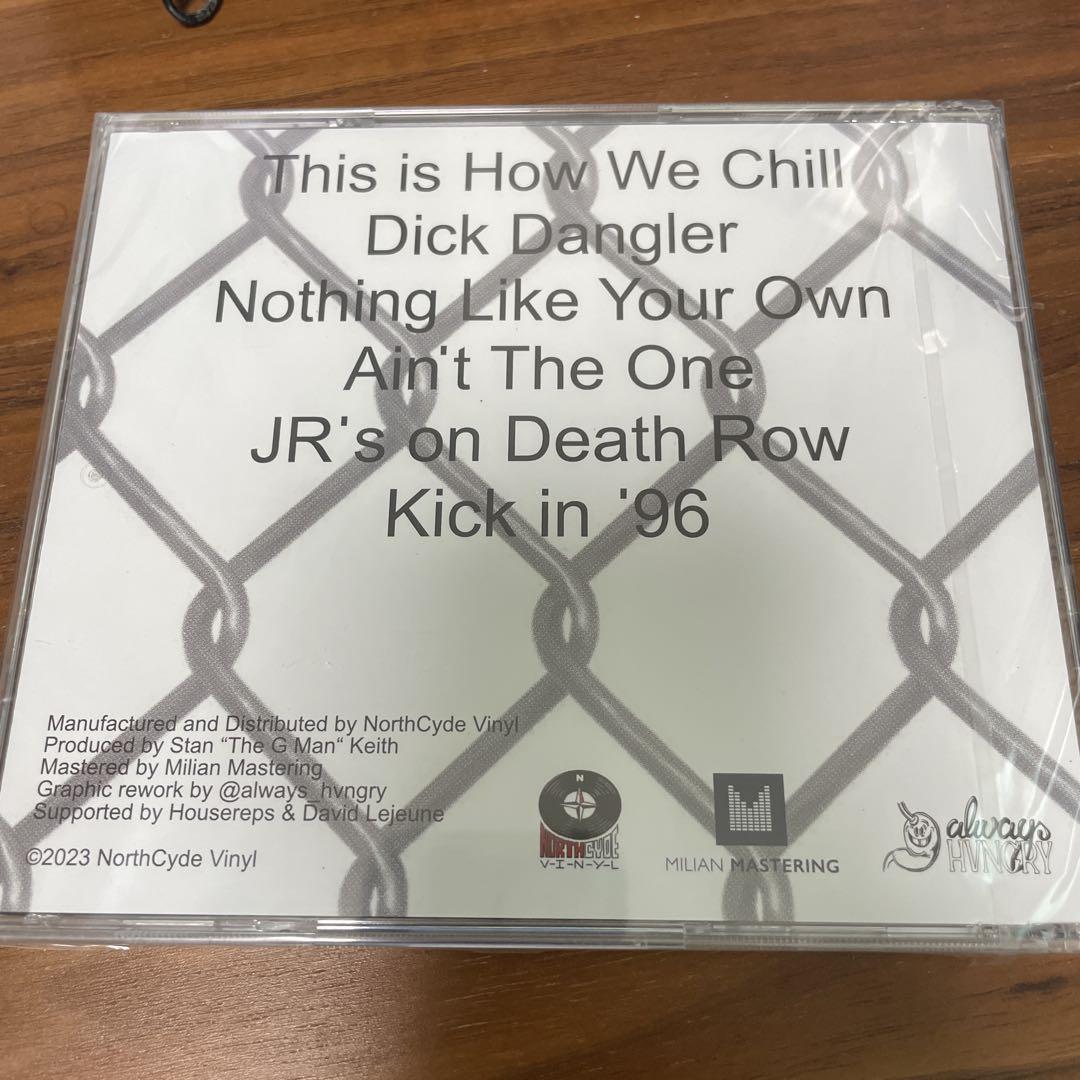 This is How We Chill
Dick Dangler
Nothing Like Your Own
Ain't The One
JR's on Death Row
Kick in '96
Manufactured and Distributed by NorthCyde Vinyl
Produced by Stan “The G Man“ Keith
Mastered by Milian Mastering
Graphic rework by @always_hvngry
Supported by Housereps & David Lejeune
©2023 NorthCyde Vinyl
N
NORTHCYDE
V-I-N-Y-L
MILIAN MASTERING
always
HVNGRY